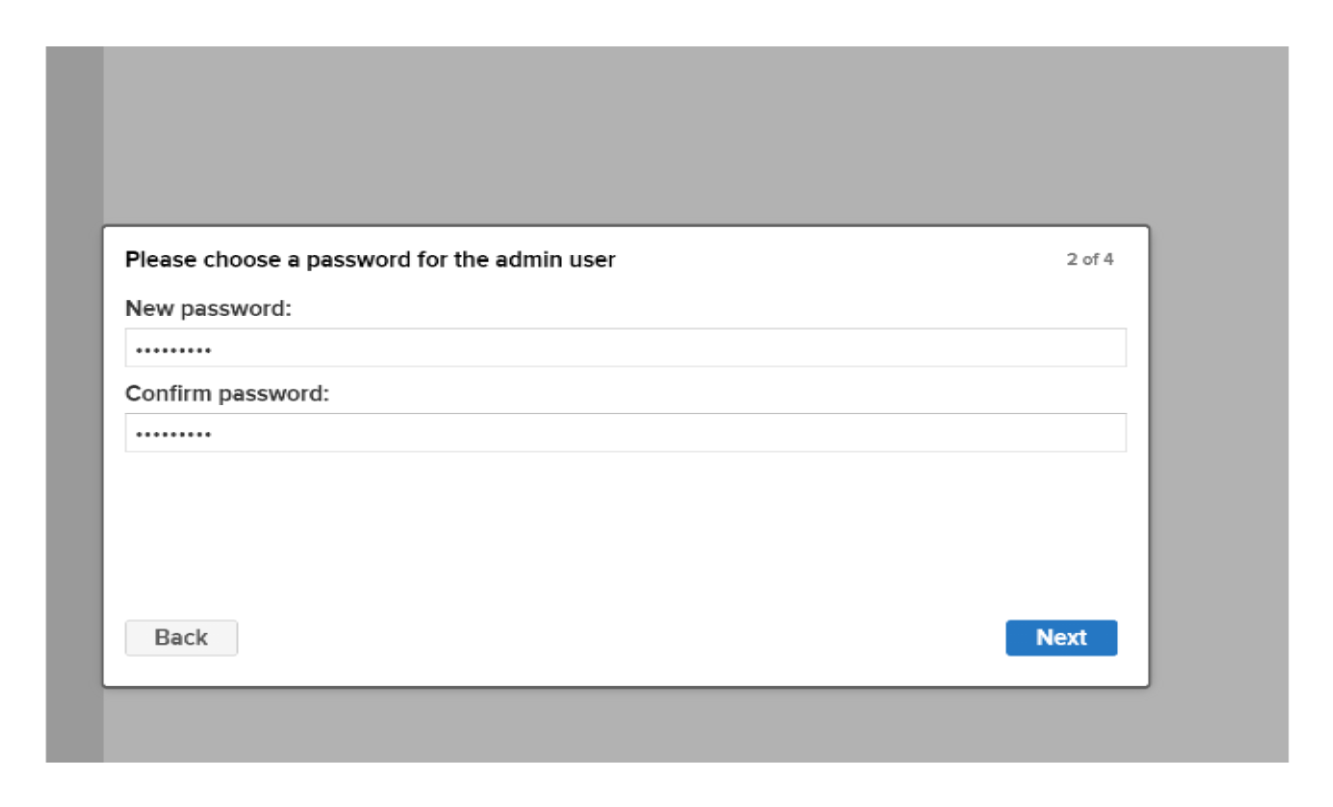 Please choose a password for the admin user 2 of 4
New password:
•••••••••
Confirm password:
•••••••••
Back Next